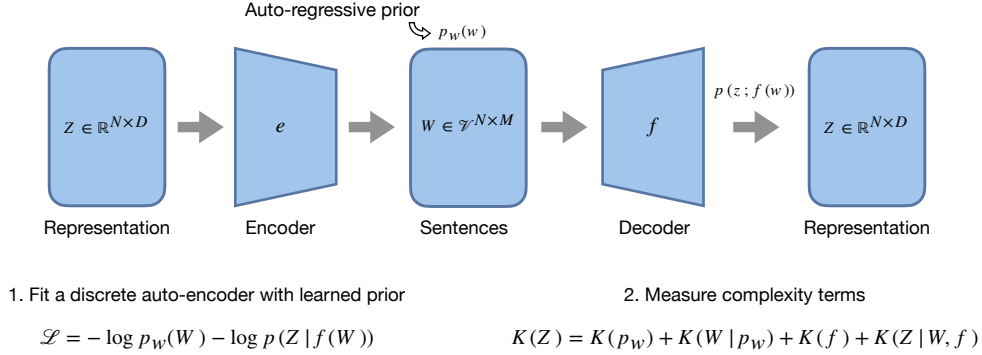 Auto-regressive prior
p_w(w)
Z ∈ ℝ^{N×D}
e
W ∈ 𝒱^{N×M}
f
p(z; f(w))
Z ∈ ℝ^{N×D}
Representation
Encoder
Sentences
Decoder
Representation
1. Fit a discrete auto-encoder with learned prior
ℒ = − log p_w(W) − log p(Z | f(W))
2. Measure complexity terms
K(Z) = K(p_w) + K(W | p_w) + K(f) + K(Z | W, f)